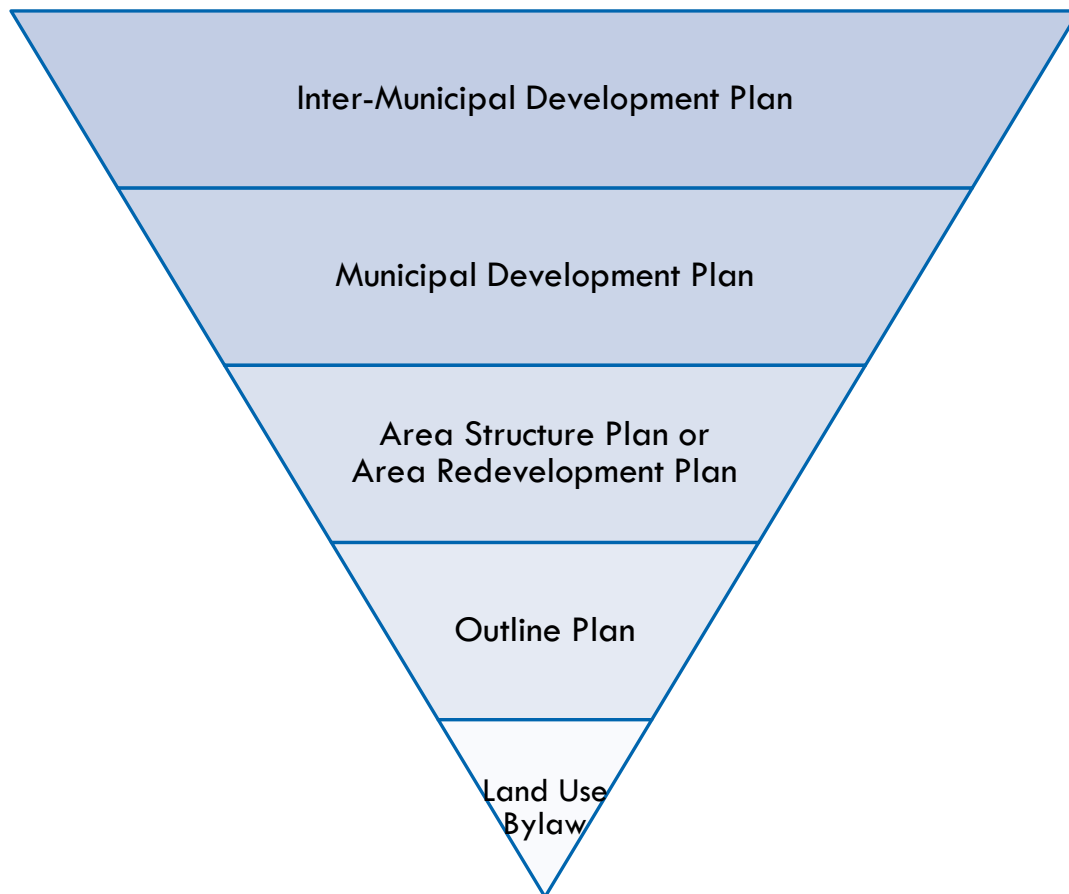 Inter-Municipal Development Plan
Municipal Development Plan
Area Structure Plan or
Area Redevelopment Plan
Outline Plan
Land Use
Bylaw